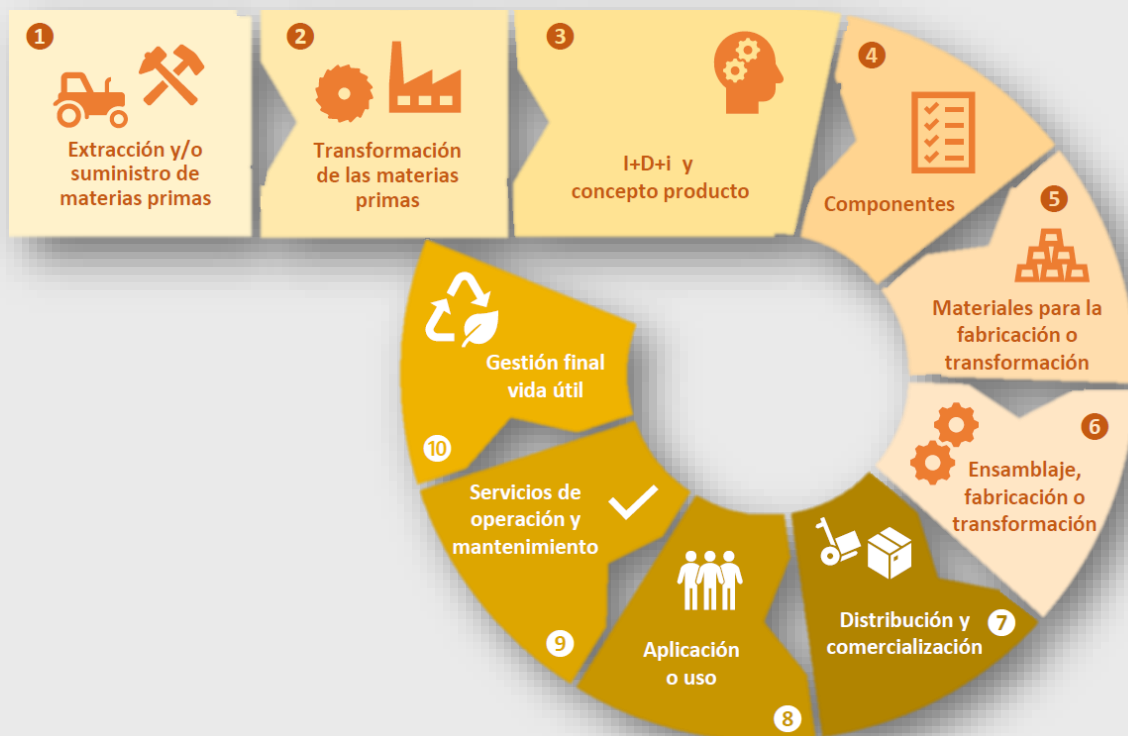 1
Extracción y/o
suministro de
materias primas
2
Transformación
de las materias
primas
3
I+D+i y
concepto producto
4
Componentes
5
Materiales para la
fabricación o
transformación
6
Ensamblaje,
fabricación o
transformación
7
Distribución y
comercialización
8
Aplicación
o uso
9
Servicios de
operación y
mantenimiento
10
Gestión final
vida útil